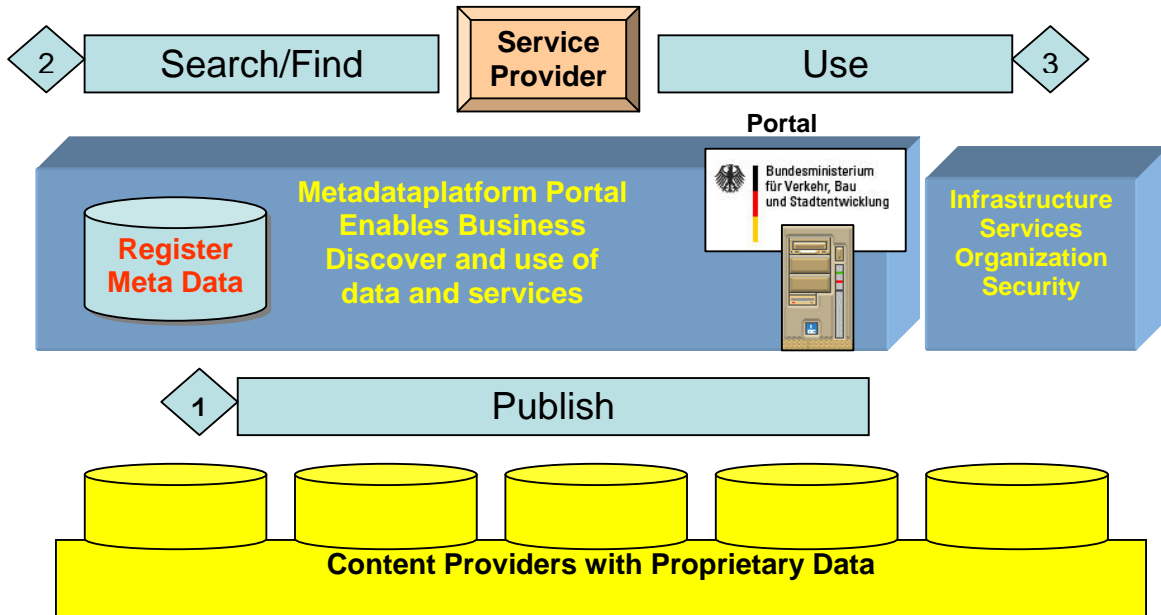 2
Search/Find
Service
Provider
Use
3
Portal
Bundesministerium
für Verkehr, Bau
und Stadtentwicklung
Metadataplatform Portal
Enables Business
Discover and use of
data and services
Register
Meta Data
Infrastructure
Services
Organization
Security
1
Publish
Content Providers with Proprietary Data